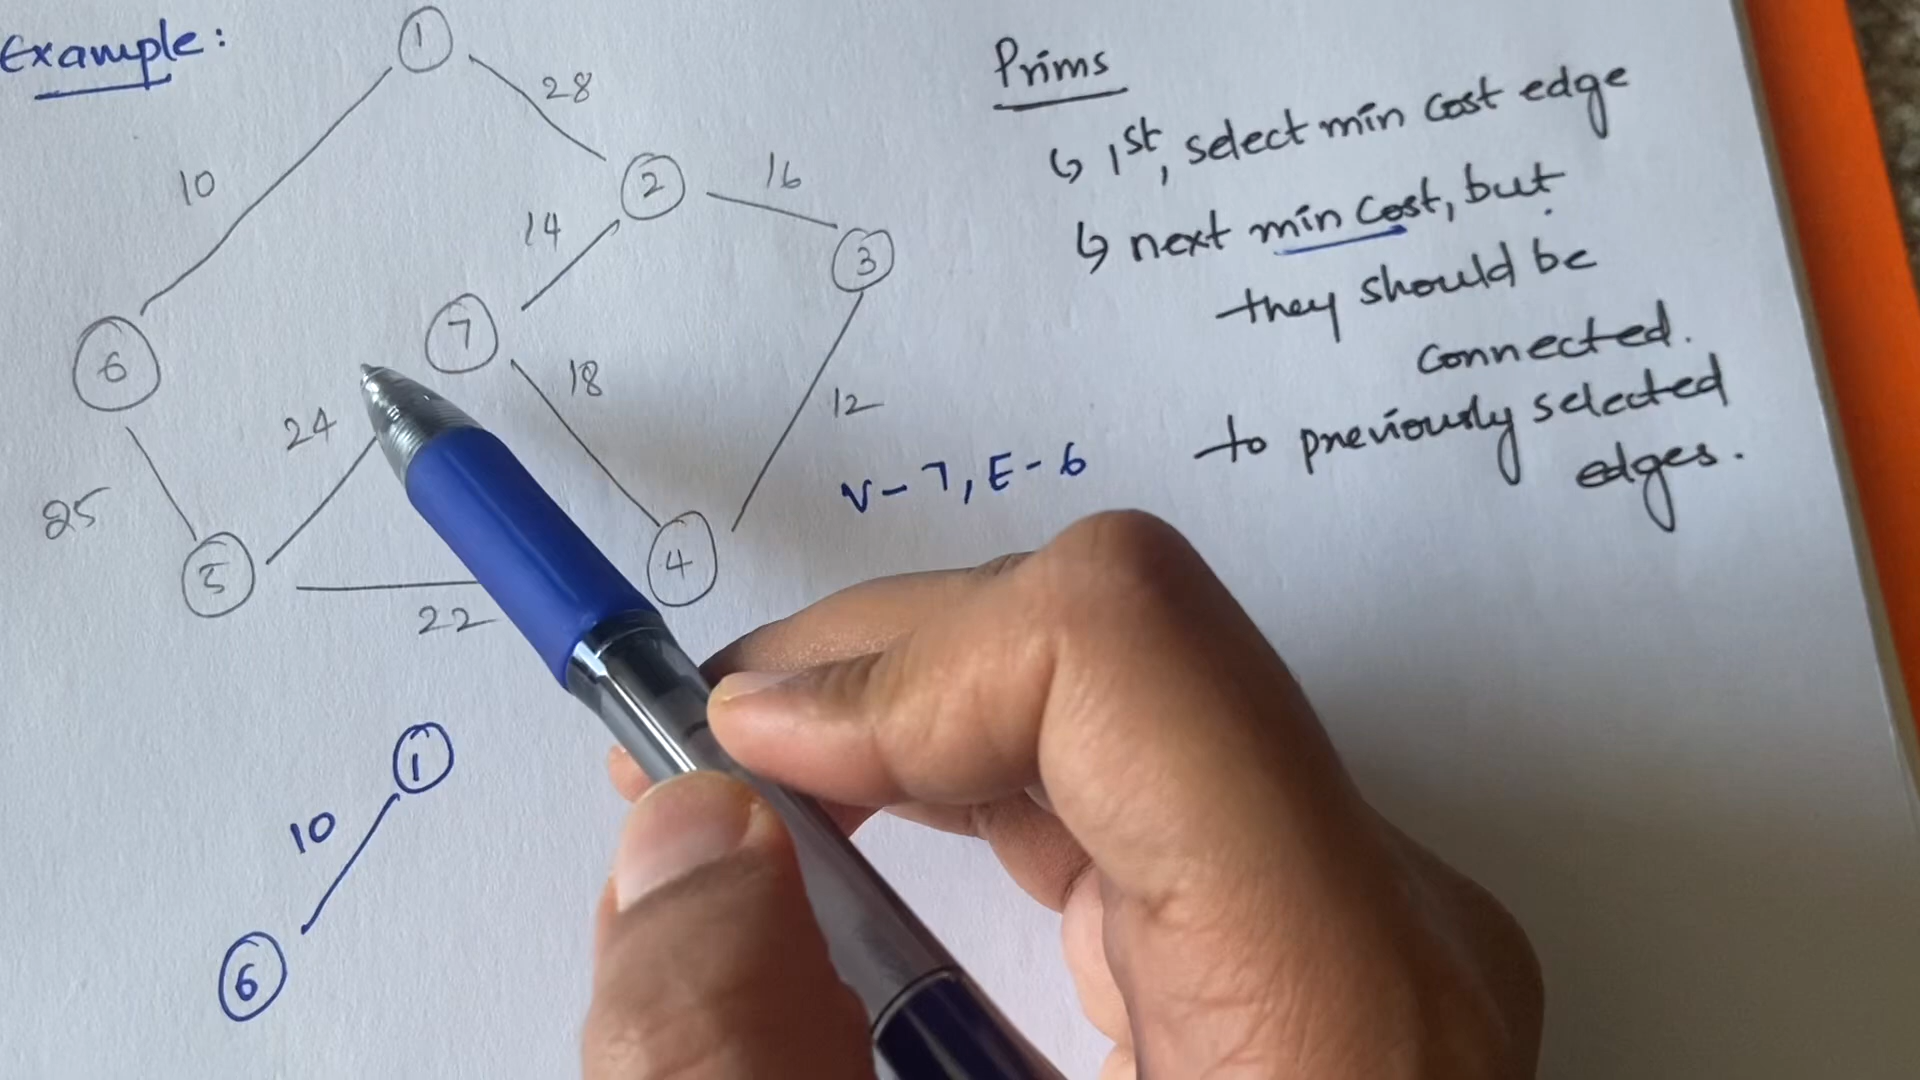 Example:
1
28
10
2
16
14
3
7
6
18
24
12
25
5
4
22
V-7, E-6
1
10
6
Prims
↳ 1st, select min cost edge
↳ next min cost, but
they should be
connected.
to previously selected
edges.